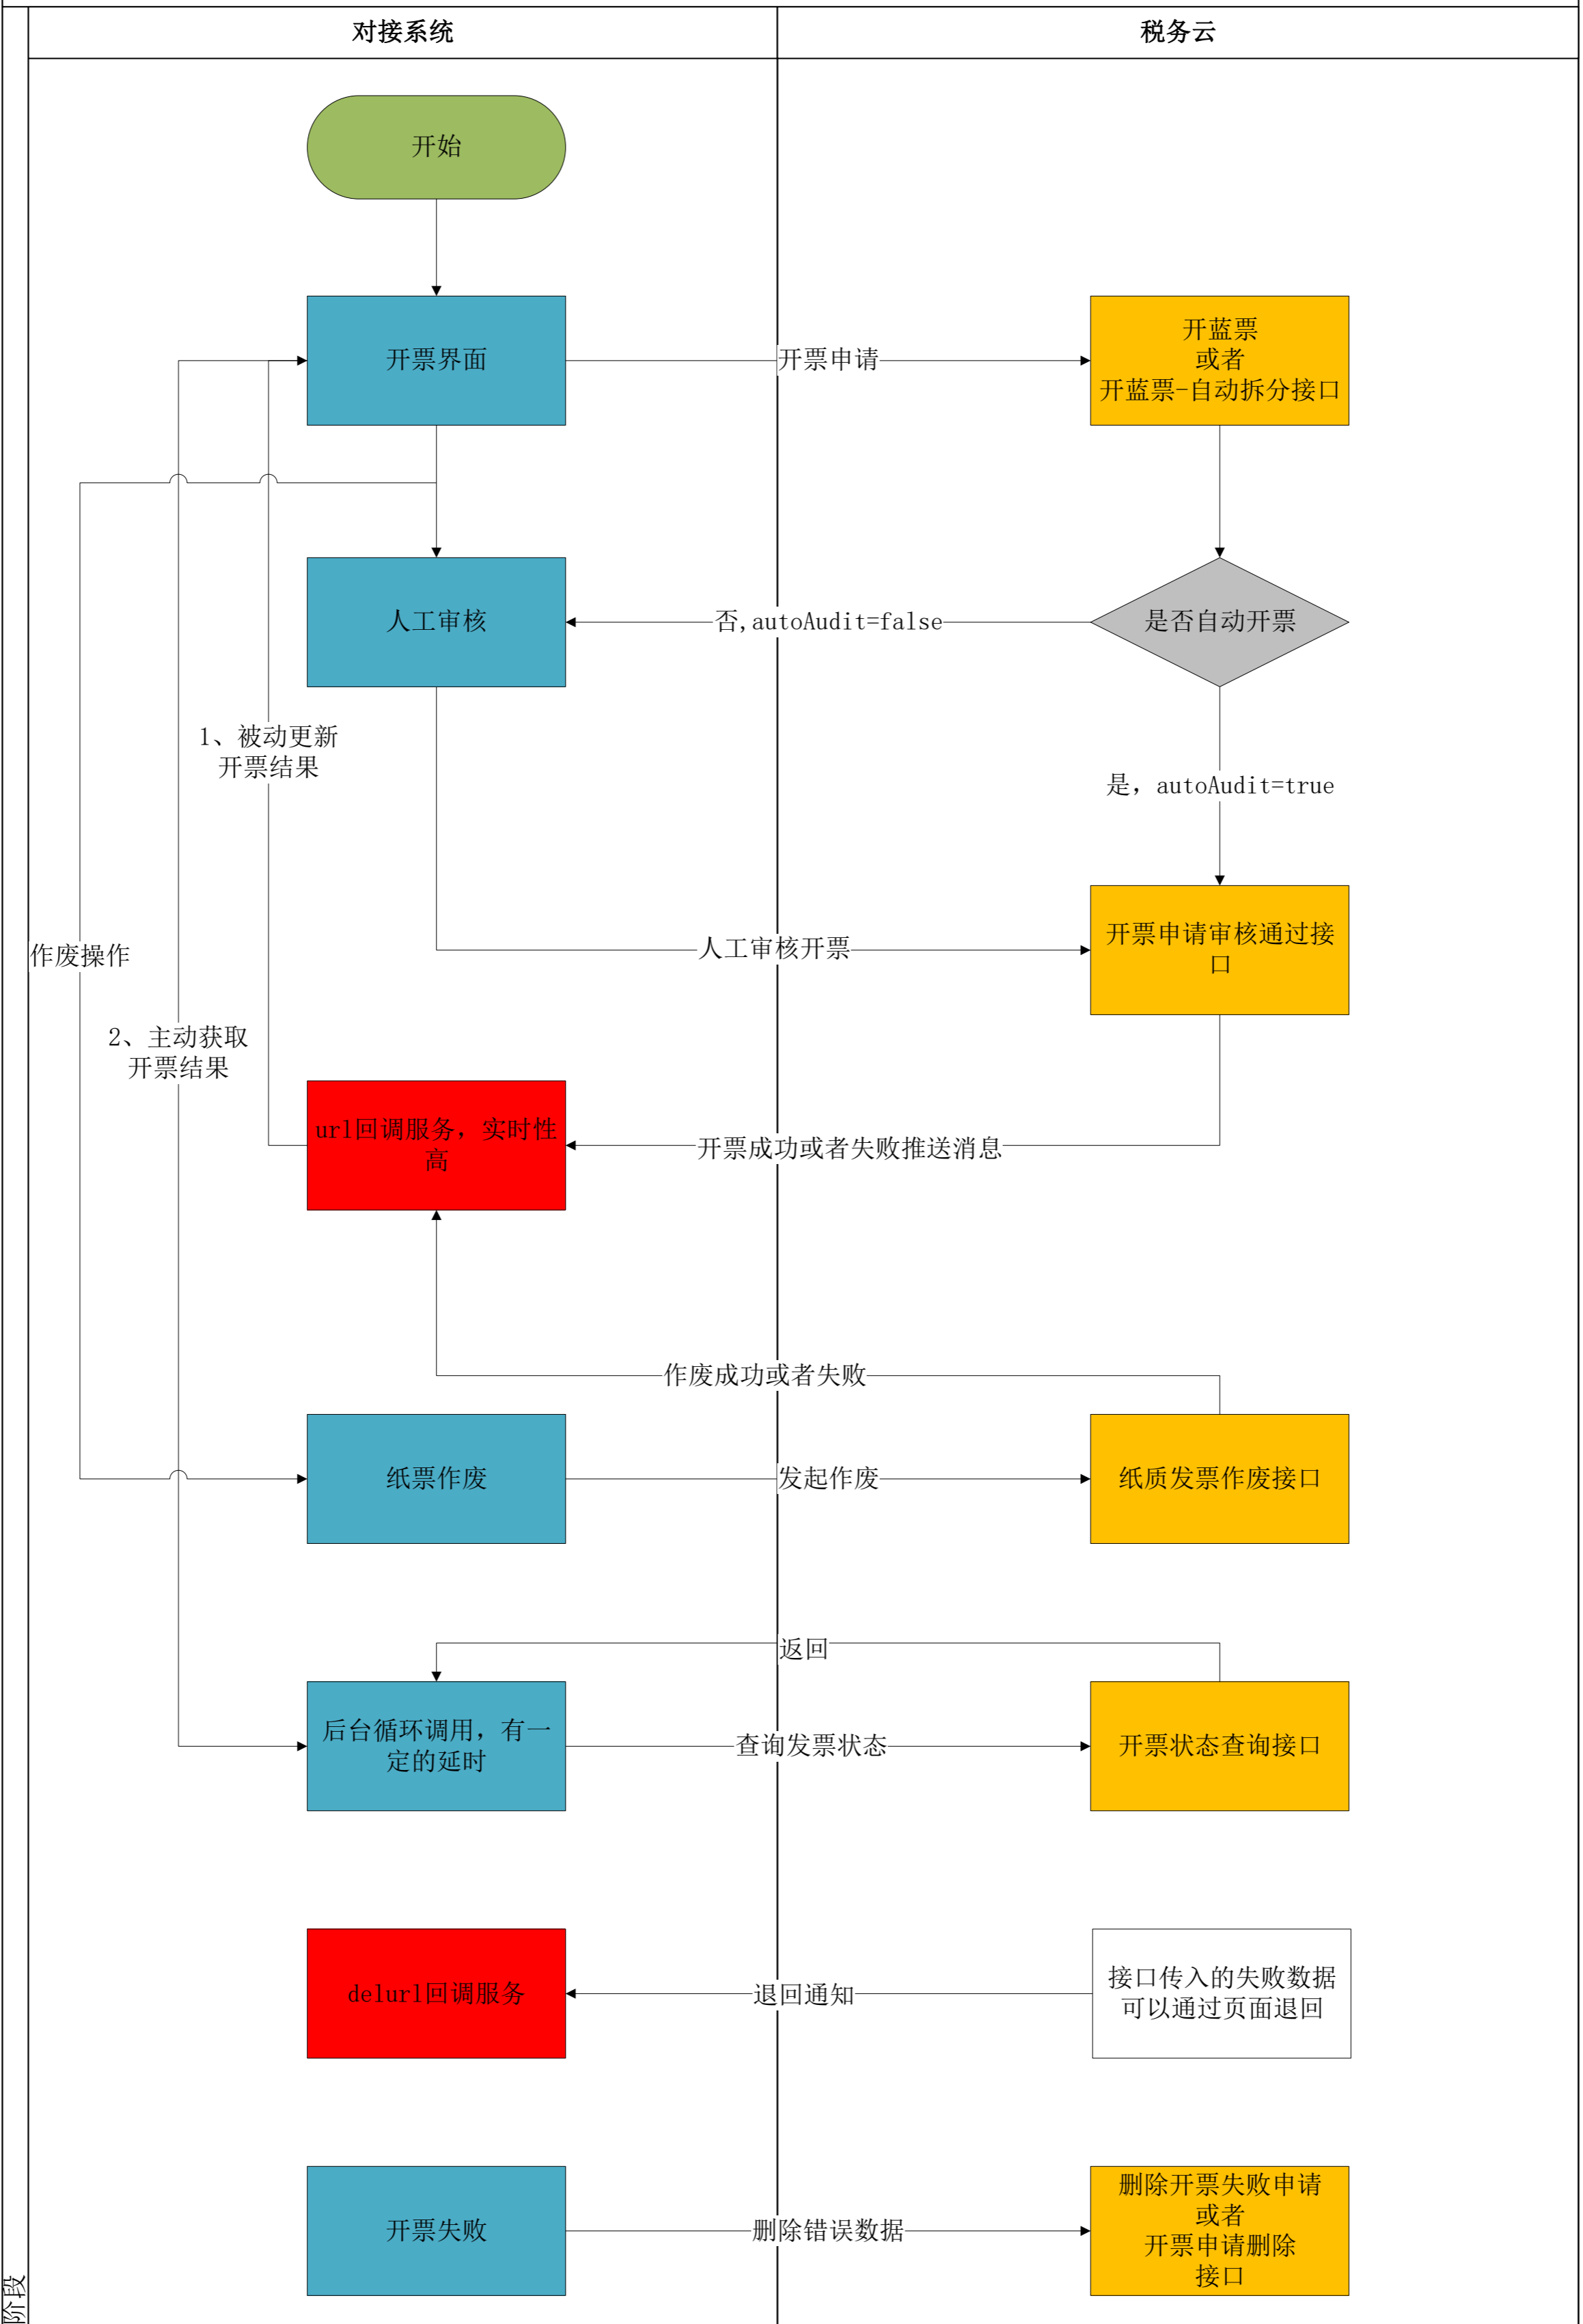 对接系统
税务云
开始
开票界面
开票申请
开蓝票
或者
开蓝票-自动拆分接口
人工审核
否,autoAudit=false
是否自动开票
1、被动更新
开票结果
是，autoAudit=true
作废操作
人工审核开票
开票申请审核通过接
口
2、主动获取
开票结果
url回调服务，实时性
高
开票成功或者失败推送消息
作废成功或者失败
纸票作废
发起作废
纸质发票作废接口
返回
后台循环调用，有一
定的延时
查询发票状态
开票状态查询接口
delurl回调服务
退回通知
接口传入的失败数据
可以通过页面退回
开票失败
删除错误数据
删除开票失败申请
或者
开票申请删除
接口
阶段